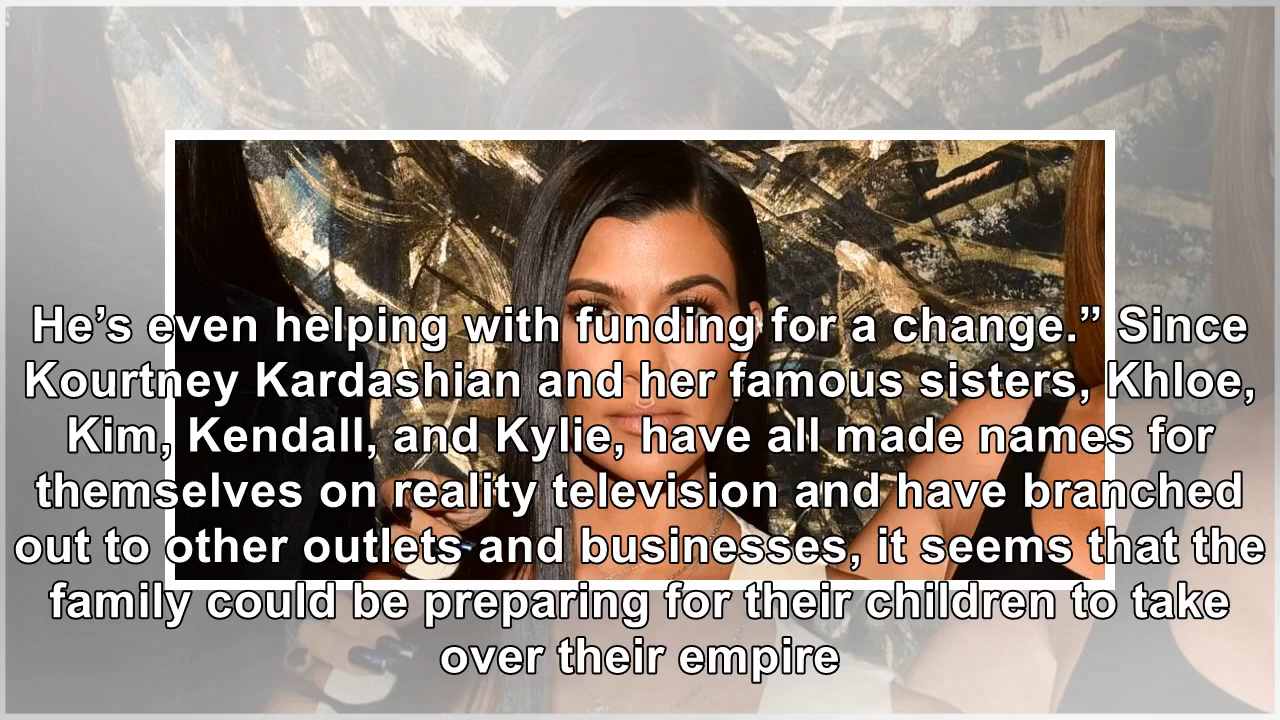 He’s even helping with funding for a change.” Since
Kourtney Kardashian and her famous sisters, Khloe,
Kim, Kendall, and Kylie, have all made names for
themselves on reality television and have branched
out to other outlets and businesses, it seems that the
family could be preparing for their children to take
over their empire